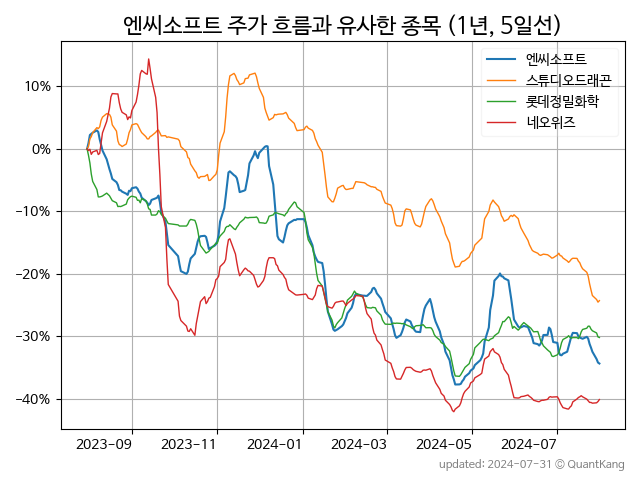 엔씨소프트 주가 흐름과 유사한 종목 (1년, 5일선)
엔씨소프트
스튜디오드래곤
롯데정밀화학
네오위즈
10%
0%
−10%
−20%
−30%
−40%
2023−09
2023−11
2024−01
2024−03
2024−05
2024−07
updated: 2024-07-31 © QuantKang